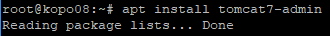 root@kopo08:~# apt install tomcat7-admin
Reading package lists... Done